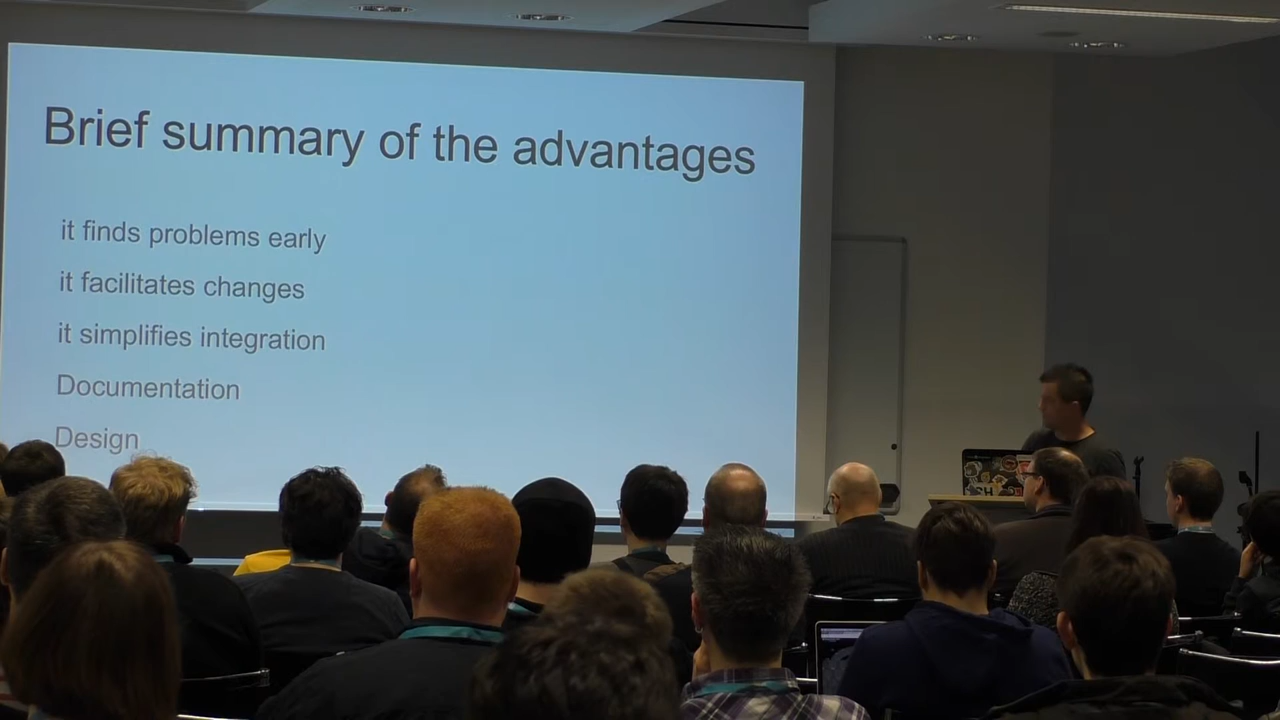 Brief summary of the advantages
it finds problems early
it facilitates changes
it simplifies integration
Documentation
Design